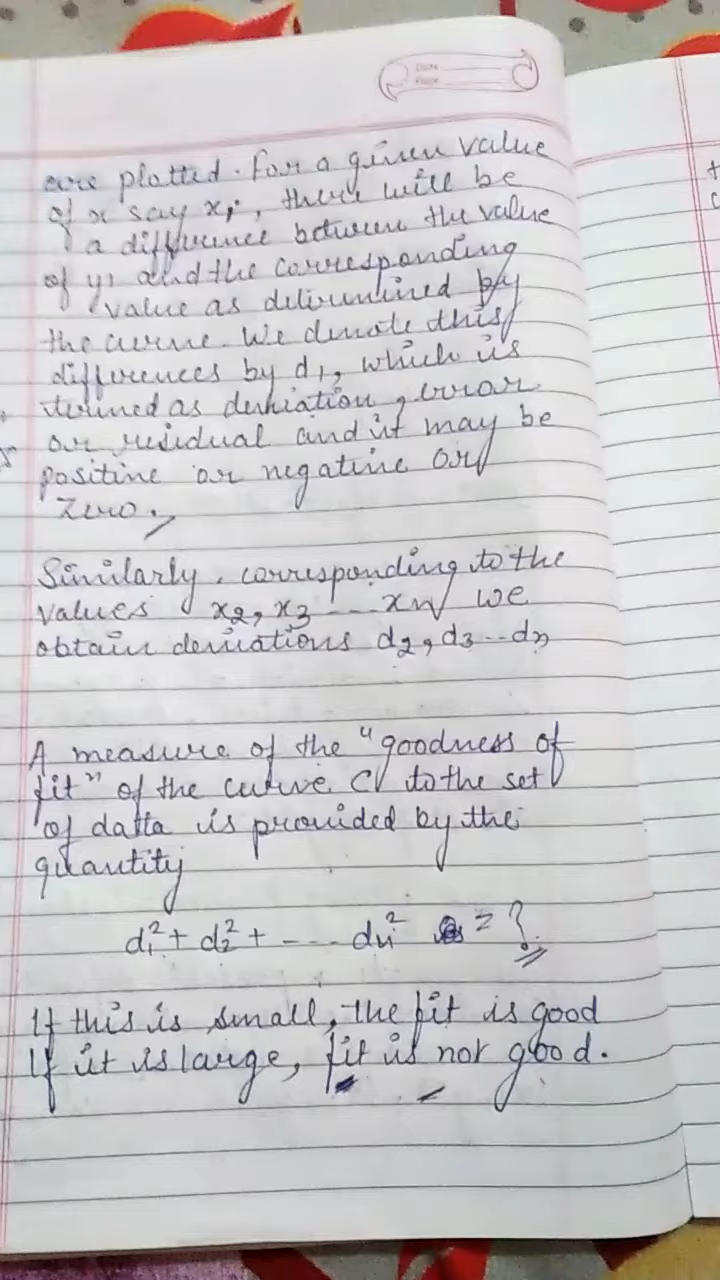 Date
Page
are plotted. For a given value
of x say x1, there will be
a difference between the value
of y1 and the corresponding
value as determined by
the curve. We denote this
differences by d1, which is
termed as deviation, error
or residual and it may be
positive or negative or
Zero.
Similarly, corresponding to the
values x2, x3 ---- xN we
obtain deviations d2, d3 -- dn
A measure of the "goodness of
fit" of the curve C to the set
of datta is provided by the
quantity
d1² + d2² + --- dn² = ?
If this is small, the fit is good
If it is large, fit is not good.